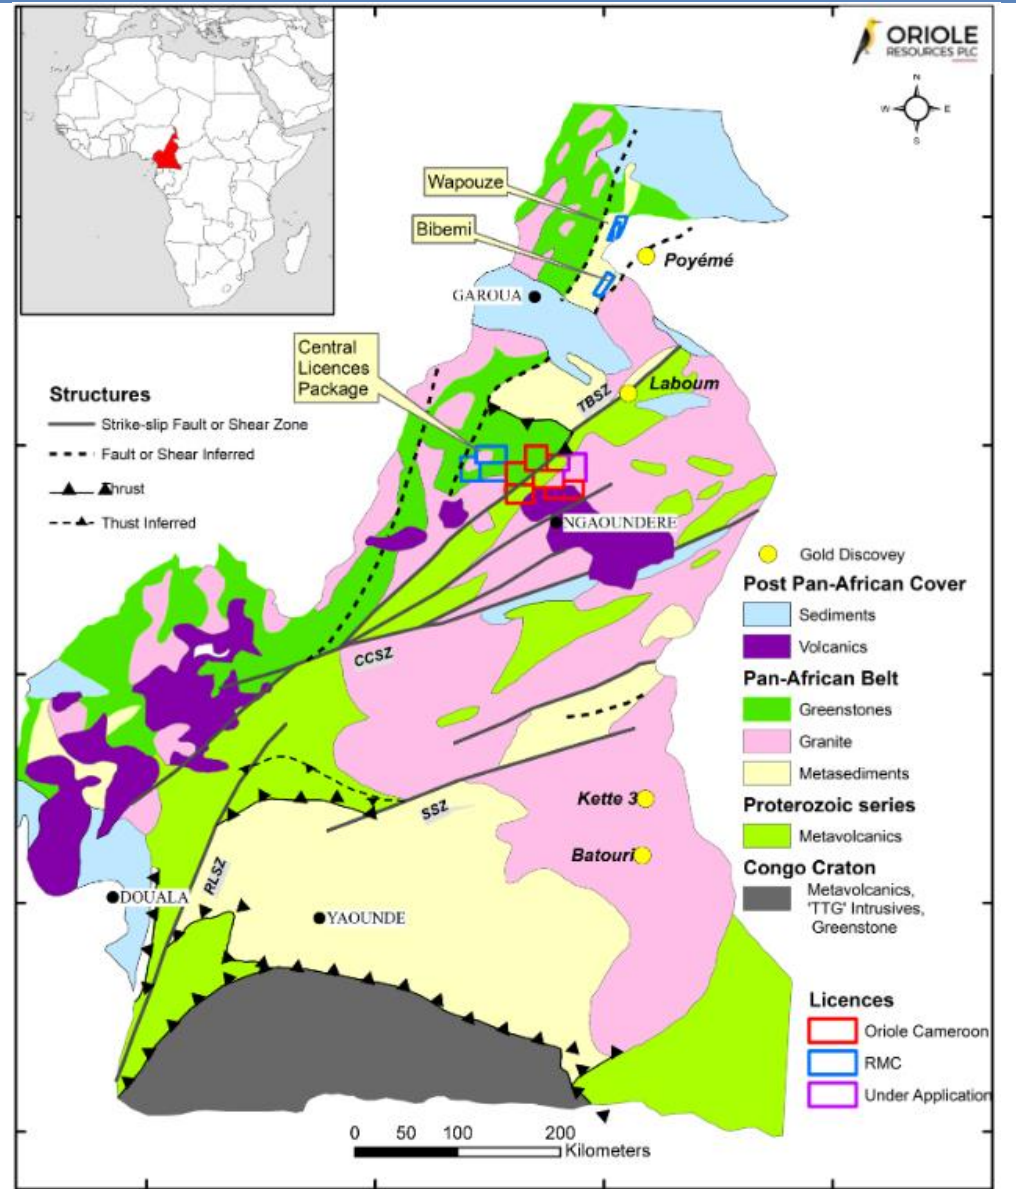 ORIOLE
RESOURCES PLC
N
W
E
S
Wapouze
Bibemi
Poyémé
GAROUA
Central
Licences
Package
Laboum
TBSZ
Structures
Strike-slip Fault or Shear Zone
Fault or Shear Inferred
Thrust
Thust Inferred
NGAOUNDERE
CCSZ
SSZ
RLSZ
Kette 3
Batouri
DOUALA
YAOUNDE
Gold Discovey
Post Pan-African Cover
Sediments
Volcanics
Pan-African Belt
Greenstones
Granite
Metasediments
Proterozoic series
Metavolcanics
Congo Craton
Metavolcanics,
'TTG' Intrusives,
Greenstone
Licences
Oriole Cameroon
RMC
Under Application
0 50 100 200
Kilometers